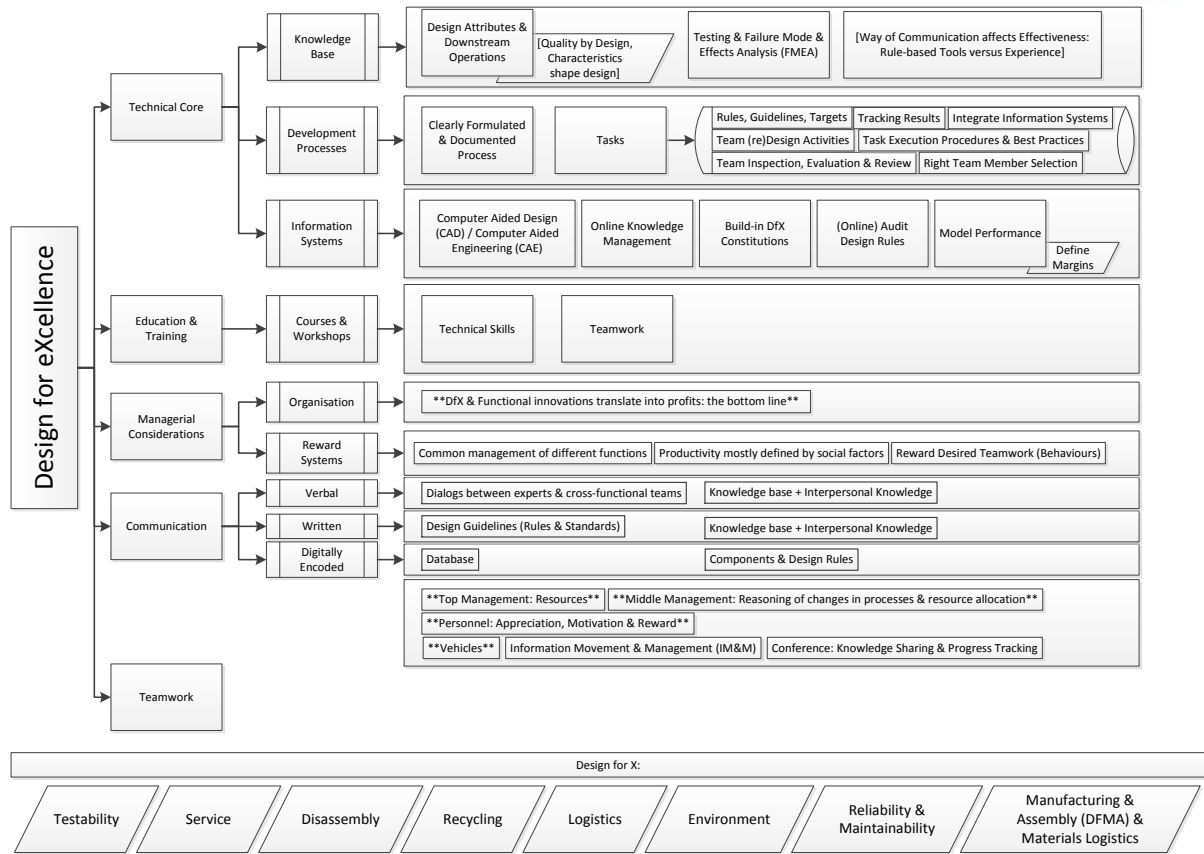 Design for eXcellence
Technical Core
Knowledge
Base
Design Attributes &
Downstream
Operations
[Quality by Design,
Characteristics
shape design]
Testing & Failure Mode &
Effects Analysis (FMEA)
[Way of Communication affects Effectiveness:
Rule-based Tools versus Experience]
Development
Processes
Clearly Formulated
& Documented
Process
Tasks
Rules, Guidelines, Targets
Tracking Results
Integrate Information Systems
Team (re)Design Activities
Task Execution Procedures & Best Practices
Team Inspection, Evaluation & Review
Right Team Member Selection
Information
Systems
Computer Aided Design
(CAD) / Computer Aided
Engineering (CAE)
Online Knowledge
Management
Build-in DfX
Constitutions
(Online) Audit
Design Rules
Model Performance
Define
Margins
Education &
Training
Courses &
Workshops
Technical Skills
Teamwork
Managerial
Considerations
Organisation
**DfX & Functional innovations translate into profits: the bottom line**
Reward
Systems
Common management of different functions
Productivity mostly defined by social factors
Reward Desired Teamwork (Behaviours)
Communication
Verbal
Dialogs between experts & cross-functional teams
Knowledge base + Interpersonal Knowledge
Written
Design Guidelines (Rules & Standards)
Knowledge base + Interpersonal Knowledge
Digitally
Encoded
Database
Components & Design Rules
**Top Management: Resources**
**Middle Management: Reasoning of changes in processes & resource allocation**
**Personnel: Appreciation, Motivation & Reward**
**Vehicles**
Information Movement & Management (IM&M)
Conference: Knowledge Sharing & Progress Tracking
Teamwork
Design for X:
Testability
Service
Disassembly
Recycling
Logistics
Environment
Reliability &
Maintainability
Manufacturing &
Assembly (DFMA) &
Materials Logistics